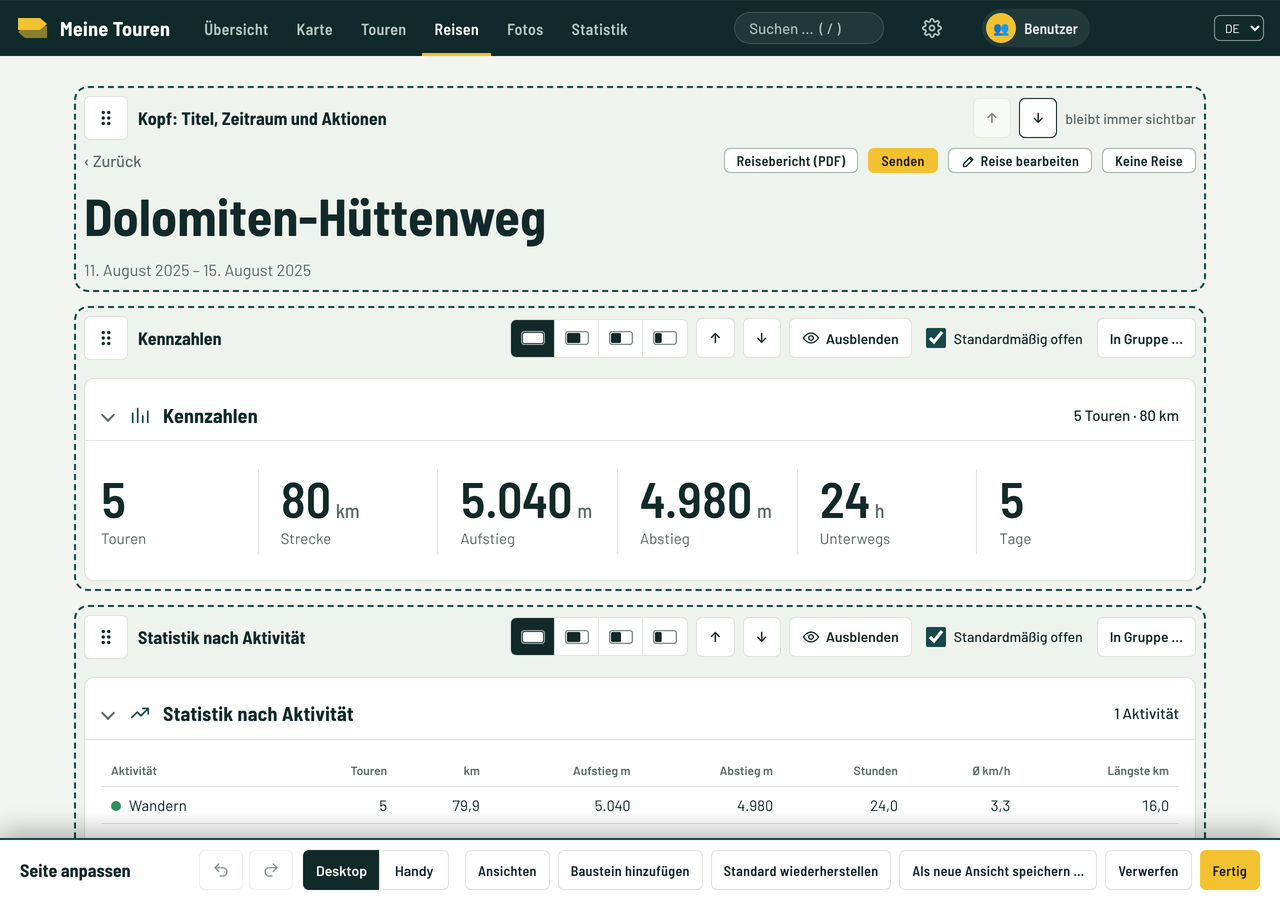 Meine Touren Übersicht Karte Touren Reisen Fotos Statistik Suchen … ( / ) Benutzer DE
Kopf: Titel, Zeitraum und Aktionen ↑ ↓ bleibt immer sichtbar
‹ Zurück Reisebericht (PDF) Senden Reise bearbeiten Keine Reise
Dolomiten-Hüttenweg
11. August 2025 – 15. August 2025
Kennzahlen ↑ ↓ Ausblenden Standardmäßig offen In Gruppe …
Kennzahlen 5 Touren · 80 km
5 80 km 5.040 m 4.980 m 24 h 5
Touren Strecke Aufstieg Abstieg Unterwegs Tage
Statistik nach Aktivität ↑ ↓ Ausblenden Standardmäßig offen In Gruppe …
Statistik nach Aktivität 1 Aktivität
Aktivität Touren km Aufstieg m Abstieg m Stunden Ø km/h Längste km
Wandern 5 79,9 5.040 4.980 24,0 3,3 16,0
Seite anpassen Desktop Handy Ansichten Baustein hinzufügen Standard wiederherstellen Als neue Ansicht speichern … Verwerfen Fertig